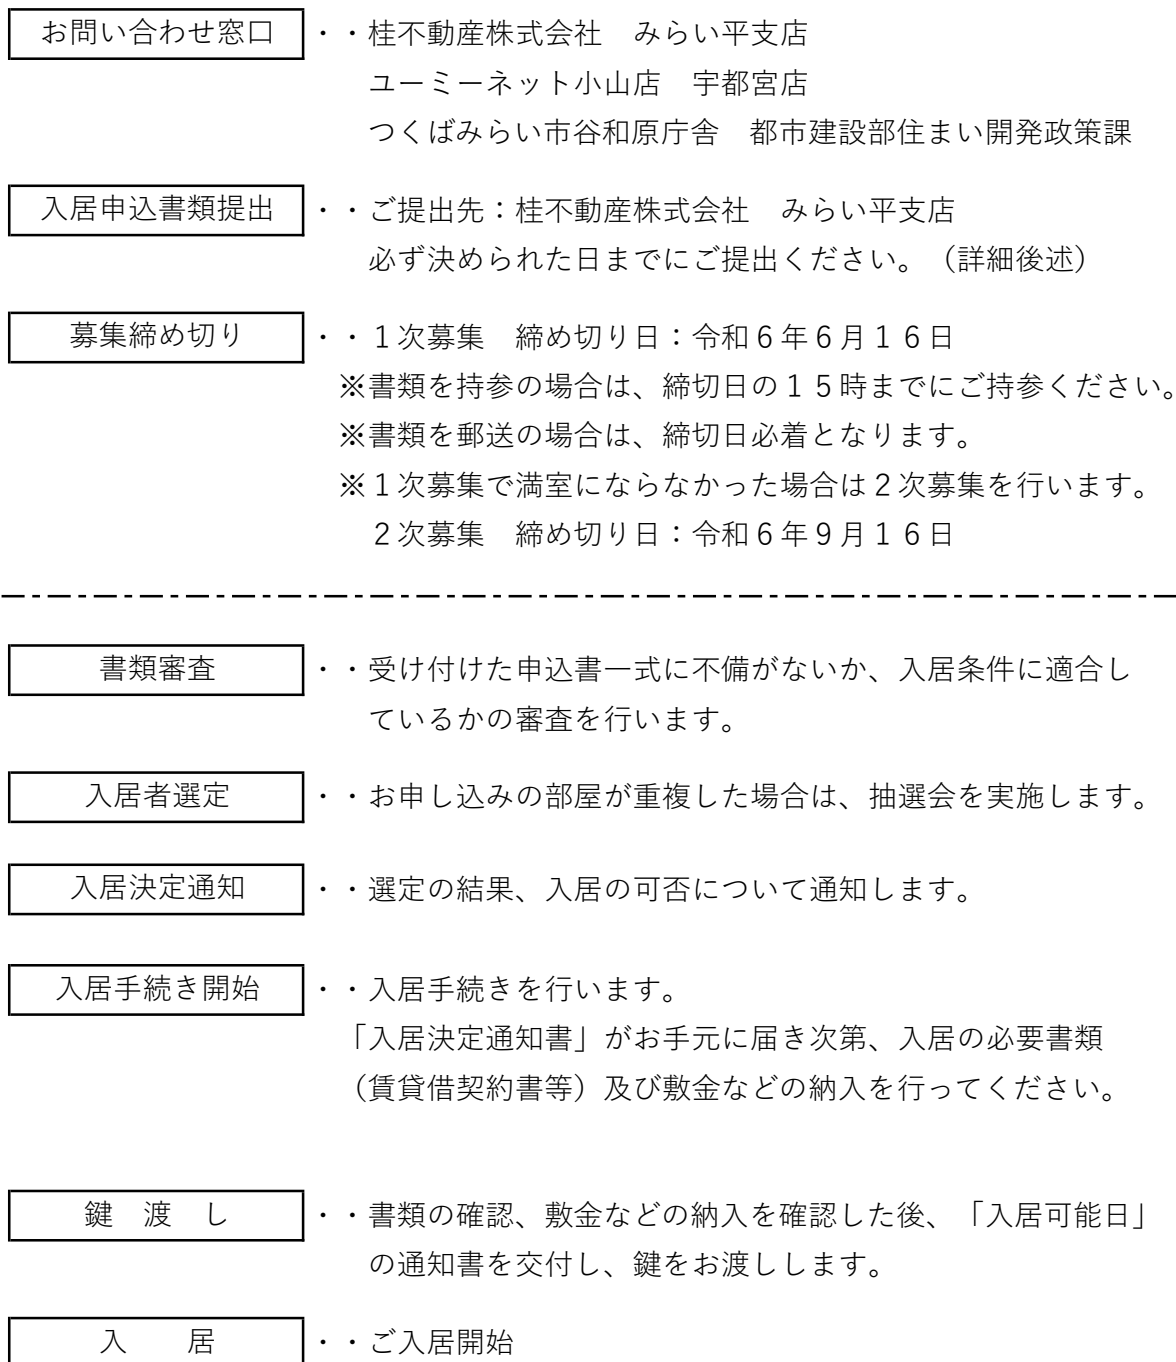 お問い合わせ窓口 ・・桂不動産株式会社　みらい平支店
ユーミーネット小山店　宇都宮店
つくばみらい市谷和原庁舎　都市建設部住まい開発政策課
入居申込書類提出 ・・ご提出先：桂不動産株式会社　みらい平支店
必ず決められた日までにご提出ください。（詳細後述）
募集締め切り ・・１次募集　締め切り日：令和６年６月１６日
※書類を持参の場合は、締切日の１５時までにご持参ください。
※書類を郵送の場合は、締切日必着となります。
※１次募集で満室にならなかった場合は２次募集を行います。
２次募集　締め切り日：令和６年９月１６日
書類審査 ・・受け付けた申込書一式に不備がないか、入居条件に適合し
ているかの審査を行います。
入居者選定 ・・お申し込みの部屋が重複した場合は、抽選会を実施します。
入居決定通知 ・・選定の結果、入居の可否について通知します。
入居手続き開始 ・・入居手続きを行います。
「入居決定通知書」がお手元に届き次第、入居の必要書類
（賃貸借契約書等）及び敷金などの納入を行ってください。
鍵　渡　し ・・書類の確認、敷金などの納入を確認した後、「入居可能日」
の通知書を交付し、鍵をお渡しします。
入　　居 ・・ご入居開始